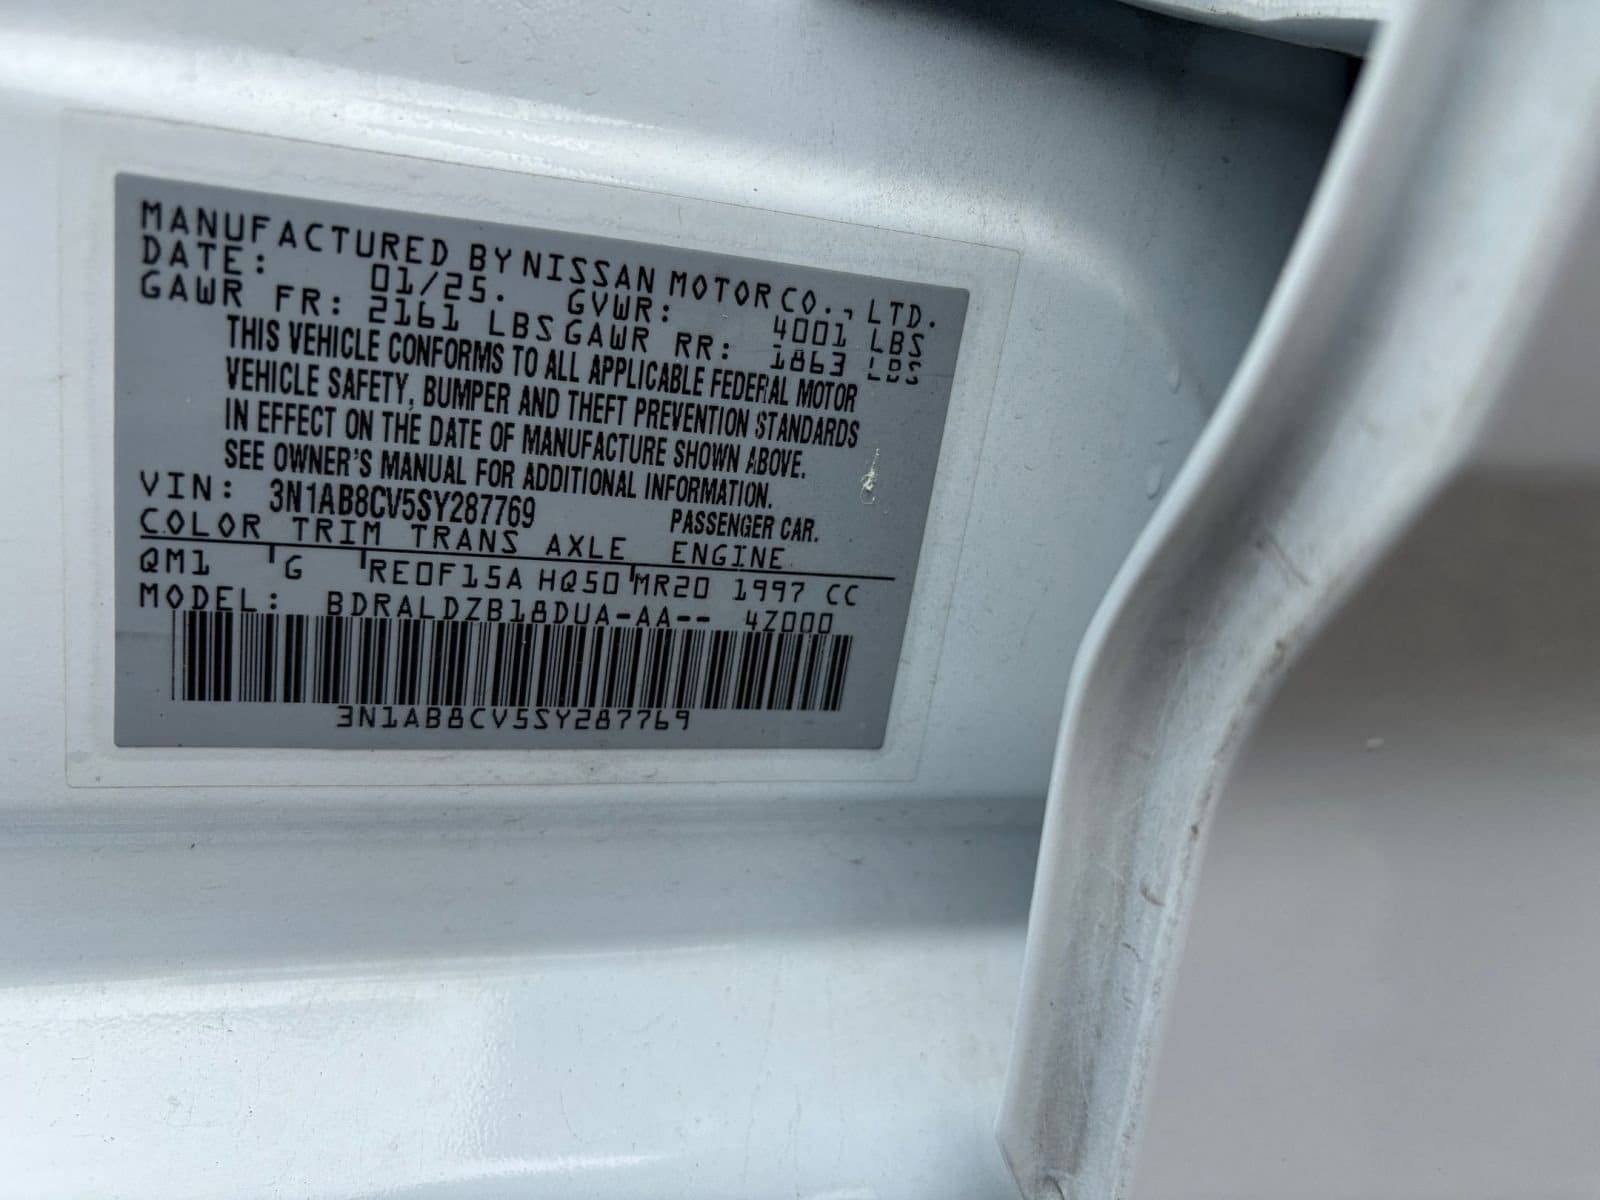 MANUFACTURED BY NISSAN MOTOR CO., LTD.
DATE: 01/25. GVWR: 4001 LBS
GAWR FR: 2161 LBS GAWR RR: 1863 LBS
THIS VEHICLE CONFORMS TO ALL APPLICABLE FEDERAL MOTOR
VEHICLE SAFETY, BUMPER AND THEFT PREVENTION STANDARDS
IN EFFECT ON THE DATE OF MANUFACTURE SHOWN ABOVE.
SEE OWNER'S MANUAL FOR ADDITIONAL INFORMATION.
VIN: 3N1AB8CV5SY287769 PASSENGER CAR.
COLOR TRIM TRANS AXLE ENGINE
QM1 G RE0F15A HQ50 MR20 1997 CC
MODEL: BDRALDZB18DUA-AA-- 4Z000
3N1AB8CV5SY287769